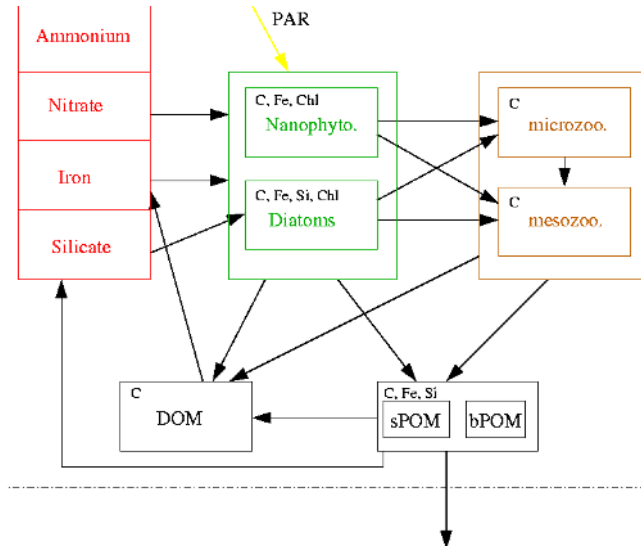 PAR
Ammonium
Nitrate
Iron
Silicate
C, Fe, Chl
Nanophyto.
C, Fe, Si, Chl
Diatoms
C
microzoo.
C
mesozoo.
C
DOM
C, Fe, Si
sPOM
bPOM